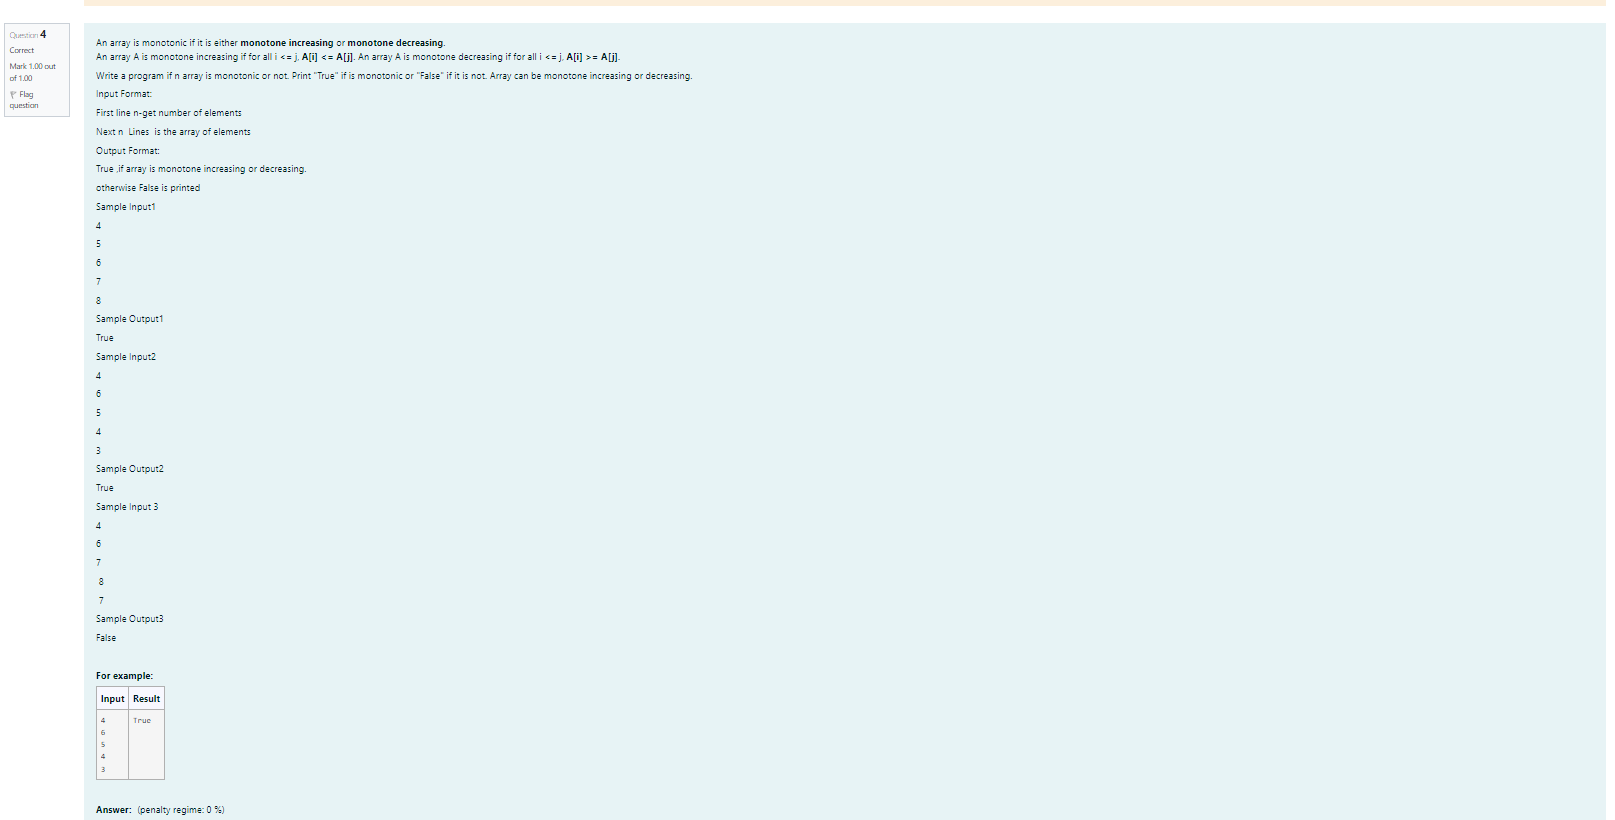 Question 4
Correct
Mark 1.00 out
of 1.00
Flag
question
An array is monotonic if it is either monotone increasing or monotone decreasing.
An array A is monotone increasing if for all i <= j, A[i] <= A[j]. An array A is monotone decreasing if for all i <= j, A[i] >= A[j].
Write a program if n array is monotonic or not. Print "True" if is monotonic or "False" if it is not. Array can be monotone increasing or decreasing.
Input Format:
First line n-get number of elements
Next n Lines is the array of elements
Output Format:
True ,if array is monotone increasing or decreasing.
otherwise False is printed
Sample Input1
4
5
6
7
8
Sample Output1
True
Sample Input2
4
6
5
4
3
Sample Output2
True
Sample Input 3
4
6
7
8
7
Sample Output3
False
For example:
Input Result
4 True
6
5
4
3
Answer: (penalty regime: 0 %)